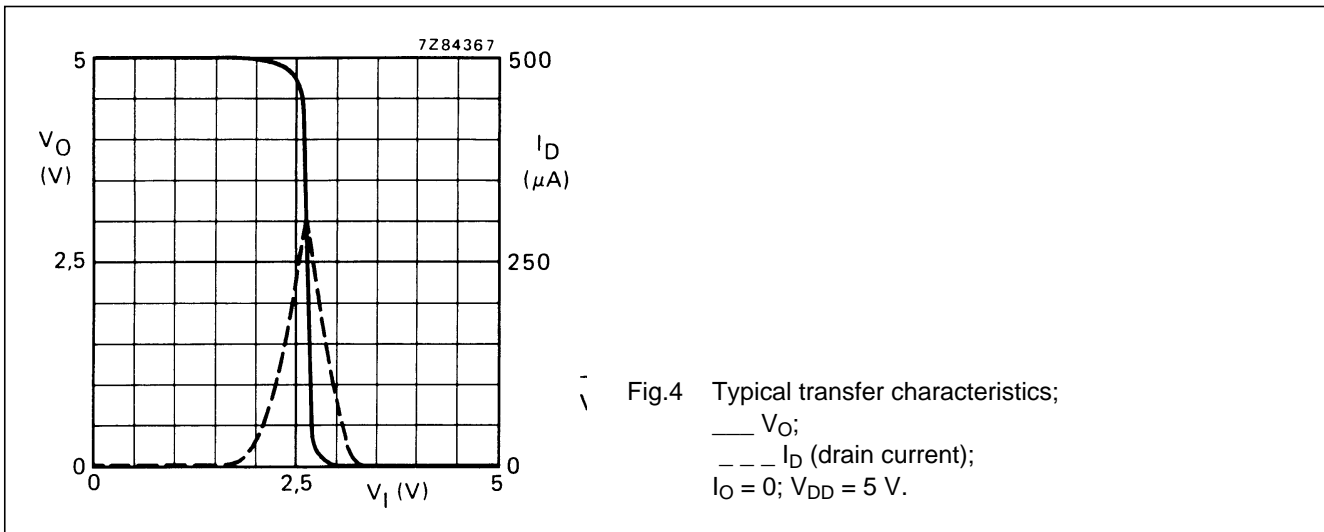 7Z84367
5
500
V_O
(V)
I_D
(μA)
2,5
250
0
0
0
2,5
V_I (V)
5
Fig.4 Typical transfer characteristics;
___ V_O;
_ _ _ I_D (drain current);
I_O = 0; V_DD = 5 V.